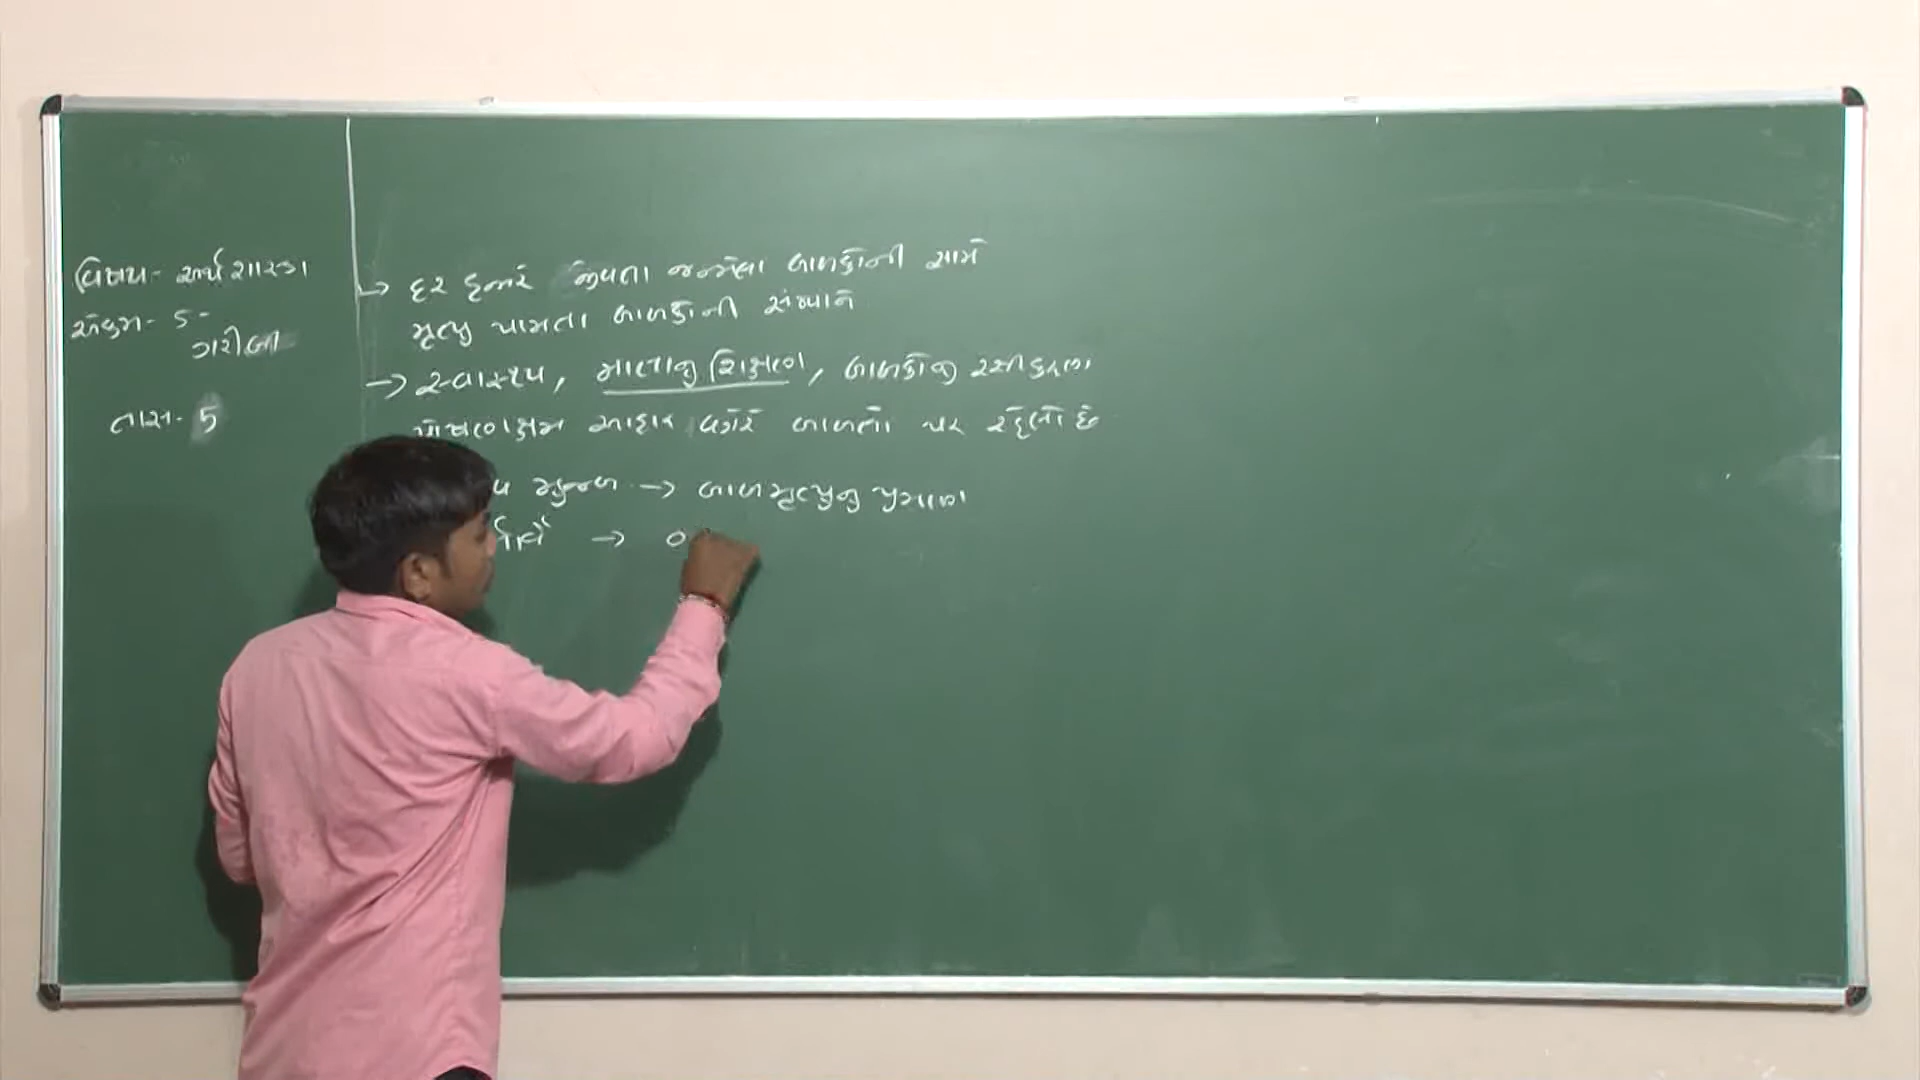 વિષય - અર્થશાસ્ત્ર
એકમ - 5 -
ગરીબી
તાસ - 5
→ દર હજારે જીવતા જન્મેલા બાળકોની સામે
મૃત્યુ પામતા બાળકોની સંખ્યાને
→ સ્વાસ્થ્ય, માતાનુ શિક્ષણ, બાળકોનુ રસીકરણ
પોષણક્ષમ આહાર વગેરે બાબતો પર રહેલો છે
મુજબ → બાળમૃત્યુનુ પ્રમાણ
→ 0